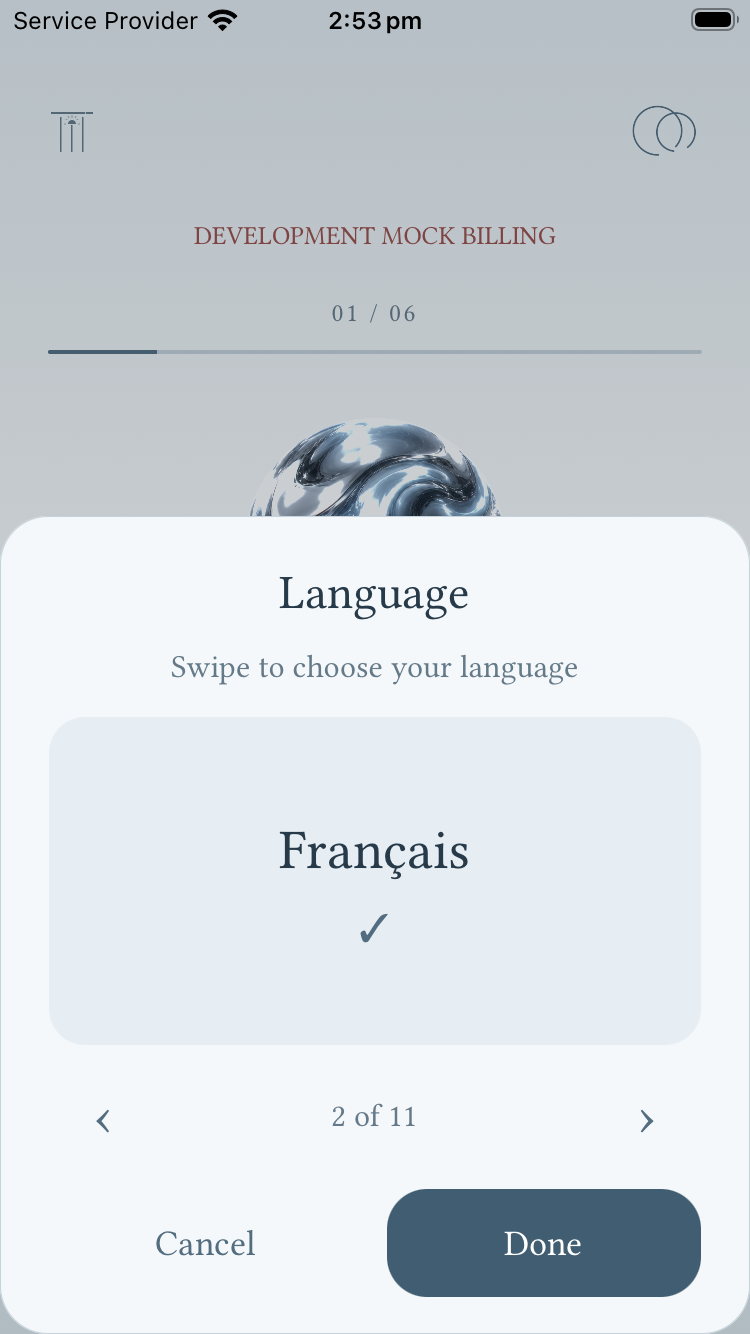 Service Provider 2:53 pm
DEVELOPMENT MOCK BILLING
01 / 06
Language
Swipe to choose your language
Français
✓
‹ 2 of 11 ›
Cancel Done